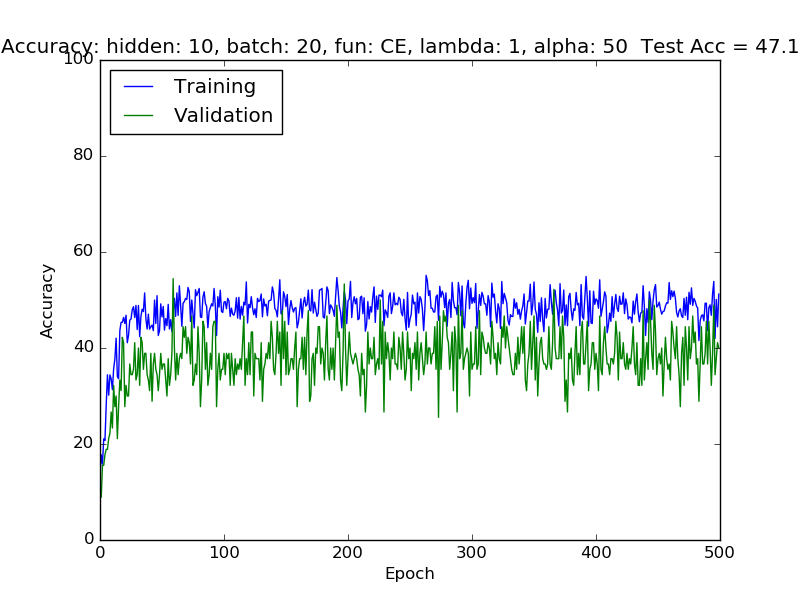 Accuracy: hidden: 10, batch: 20, fun: CE, lambda: 1, alpha: 50  Test Acc = 47.1
100
Training
Validation
80
60
40
20
0
Accuracy
0 100 200 300 400 500
Epoch